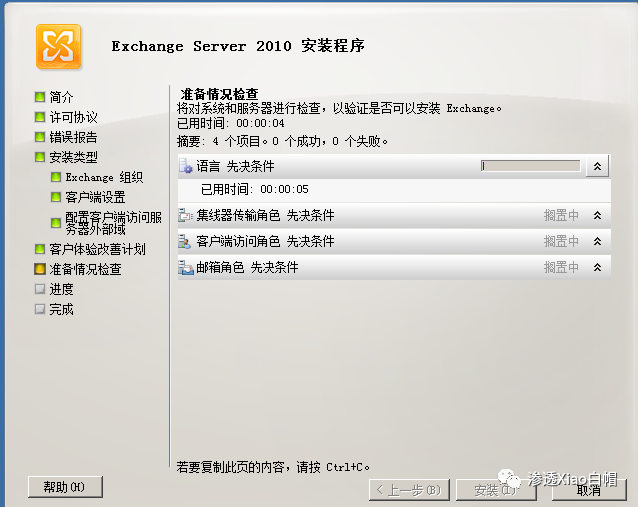 Exchange Server 2010 安装程序
简介
许可协议
错误报告
安装类型
Exchange 组织
客户端设置
配置客户端访问服
务器外部域
客户体验改善计划
准备情况检查
进度
完成
准备情况检查
将对系统和服务器进行检查，以验证是否可以安装 Exchange。
已用时间: 00:00:04
摘要: 4 个项目。0 个成功，0 个失败。
语言 先决条件
已用时间: 00:00:05
集线器传输角色 先决条件 搁置中
客户端访问角色 先决条件 搁置中
邮箱角色 先决条件 搁置中
若要复制此页的内容，请按 Ctrl+C。
帮助(H)
< 上一步(B)
安装(I)
取消
渗透Xiao白帽